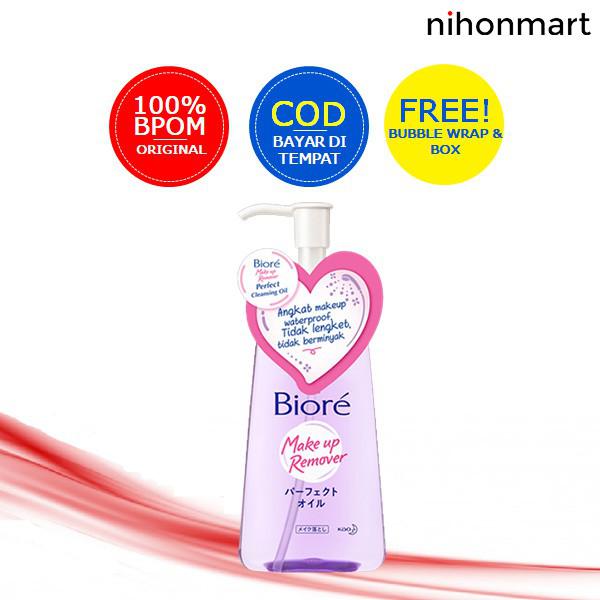 nihonmart
100%
BPOM
ORIGINAL
COD
BAYAR DI
TEMPAT
FREE!
BUBBLE WRAP &
BOX
Bioré
Make up
Remover
Perfect
Cleansing Oil
Angkat makeup
waterproof,
Tidak lengket,
tidak berminyak
Bioré
Make up
Remover
パーフェクト
オイル
メイク落とし
Kao